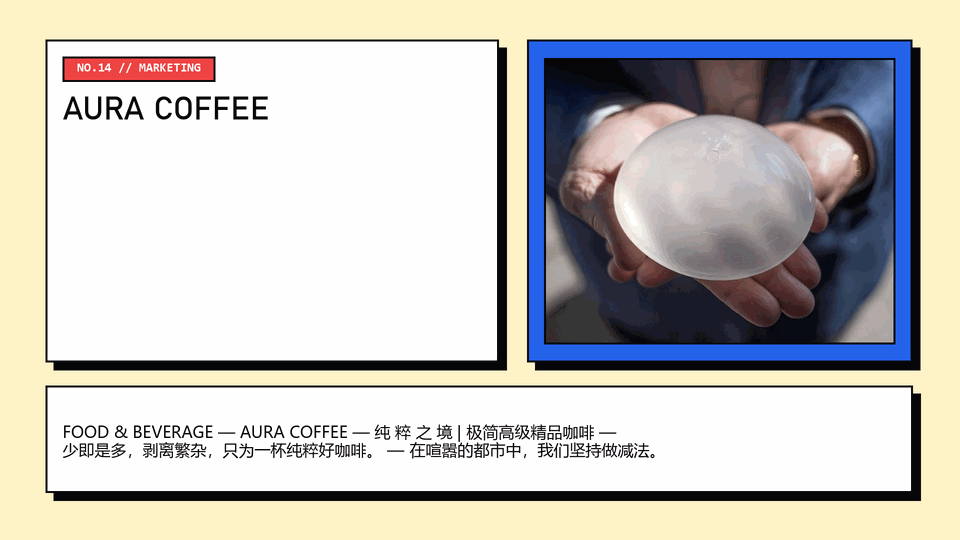 NO.14 // MARKETING
AURA COFFEE
FOOD & BEVERAGE — AURA COFFEE — 纯 粹 之 境 | 极简高级精品咖啡 —
少即是多，剥离繁杂，只为一杯纯粹好咖啡。 — 在喧嚣的都市中，我们坚持做减法。